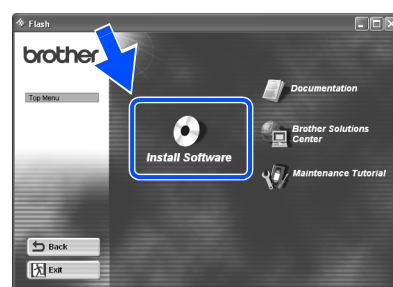 Flash
brother
Top Menu
Install Software
Documentation
Brother Solutions
Center
Maintenance Tutorial
Back
Exit